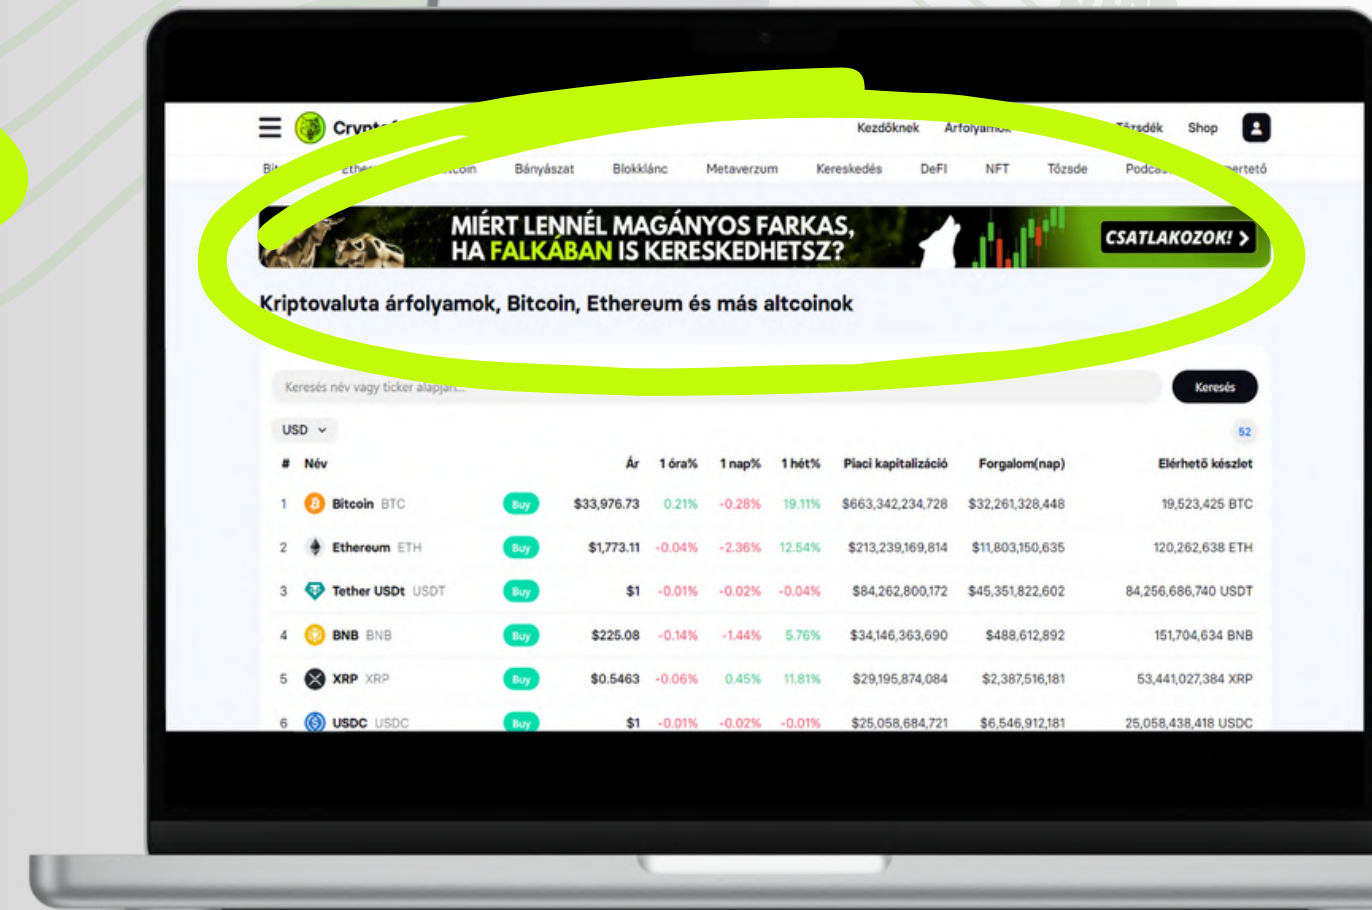 Kezdőknek Tőzsdék Shop
Bányászat Blokklánc Metaverzum Kereskedés DeFI NFT Tőzsde
MIÉRT LENNÉL MAGÁNYOS FARKAS,
HA FALKÁBAN IS KERESKEDHETSZ?
CSATLAKOZOK! >
Kriptovaluta árfolyamok, Bitcoin, Ethereum és más altcoinok
Keresés név vagy ticker alapján...
Keresés
USD
52
# Név Ár 1 óra% 1 nap% 1 hét% Piaci kapitalizáció Forgalom(nap) Elérhető készlet
1 Bitcoin BTC Buy $33,976.73 0.21% -0.28% 19.11% $663,342,234,728 $32,261,328,448 19,523,425 BTC
2 Ethereum ETH Buy $1,773.11 -0.04% -2.36% 12.54% $213,239,169,814 $11,803,150,635 120,262,638 ETH
3 Tether USDt USDT Buy $1 -0.01% -0.02% -0.04% $84,262,800,172 $45,351,822,602 84,256,686,740 USDT
4 BNB BNB Buy $225.08 -0.14% -1.44% 5.76% $34,146,363,690 $488,612,892 151,704,634 BNB
5 XRP XRP Buy $0.5463 -0.06% 0.45% 11.81% $29,195,874,084 $2,387,516,181 53,441,027,384 XRP
6 USDC USDC Buy $1 -0.01% -0.02% -0.01% $25,058,684,721 $6,546,912,181 25,058,438,418 USDC